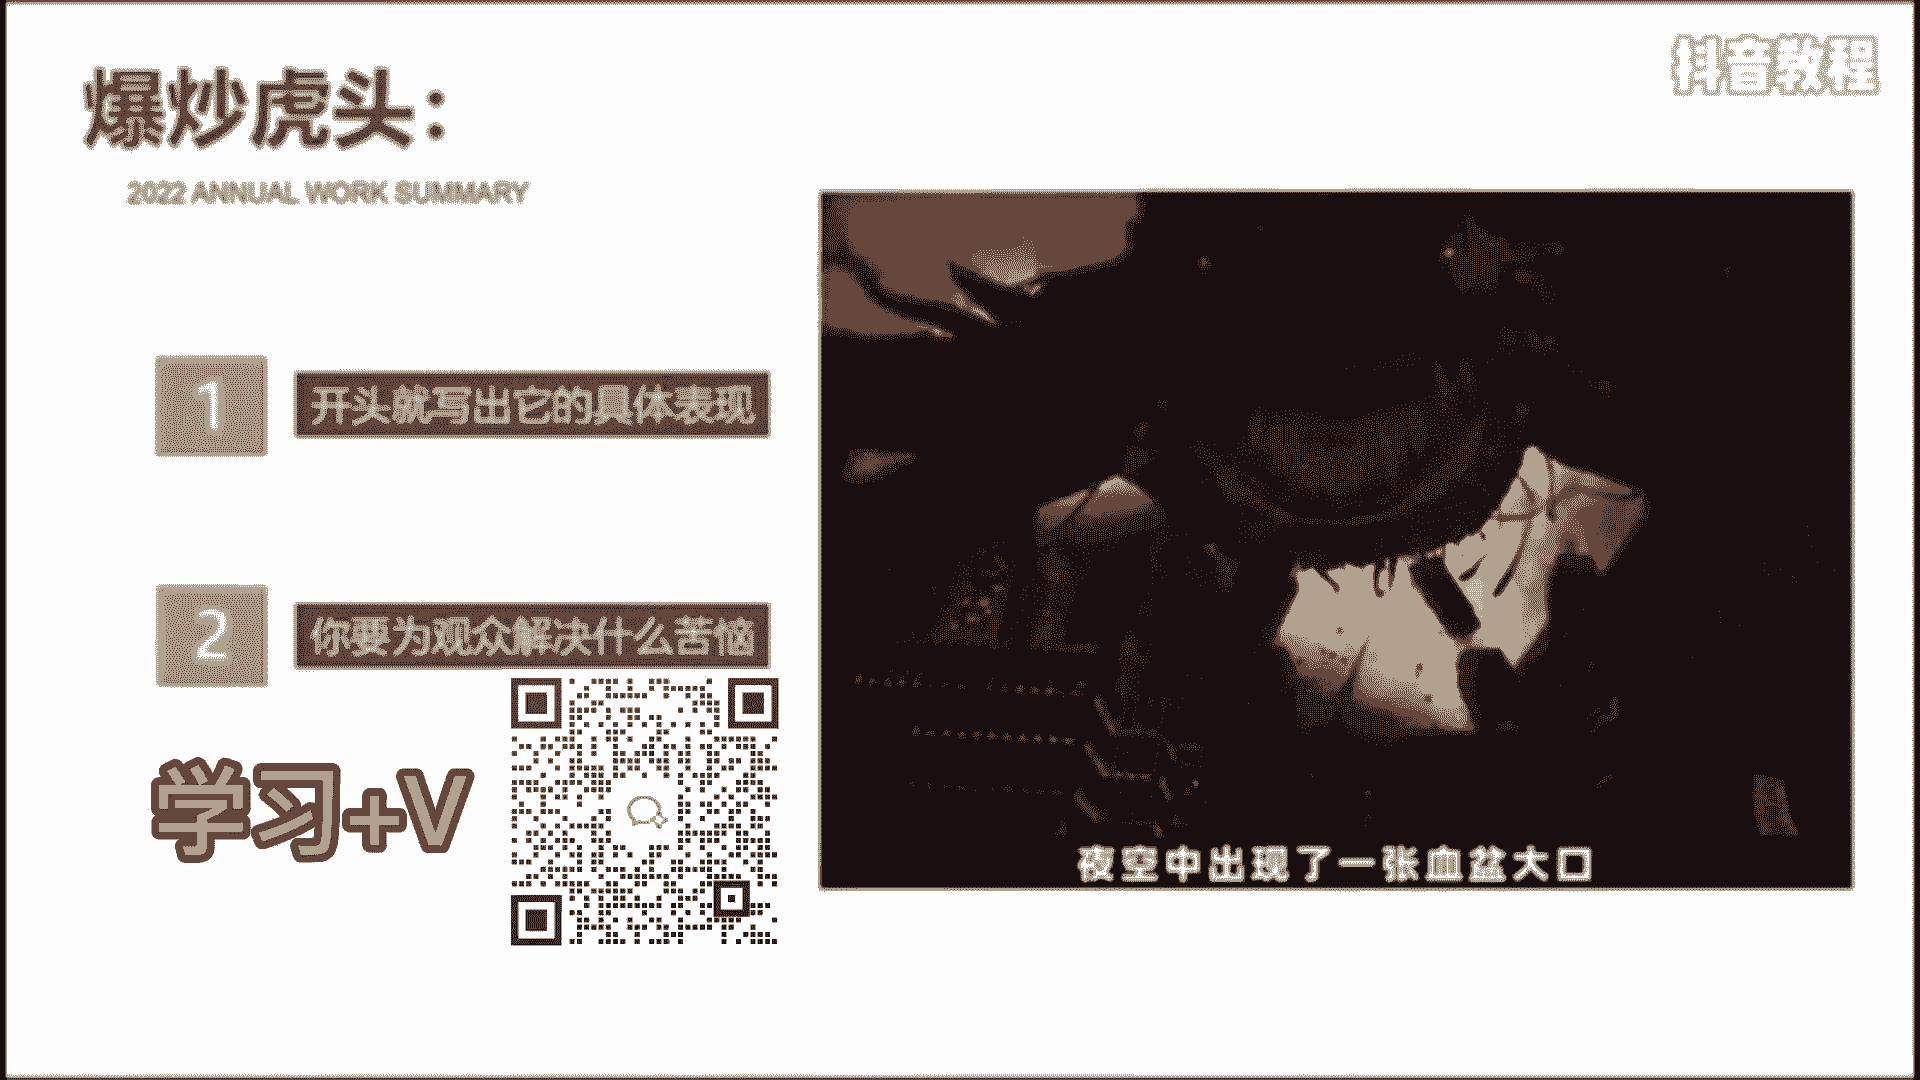 抖音教程
爆炒虎头：
2022 ANNUAL WORK SUMMARY
1
开头就写出它的具体表现
2
你要为观众解决什么苦恼
学习+V
夜空中出现了一张血盆大口